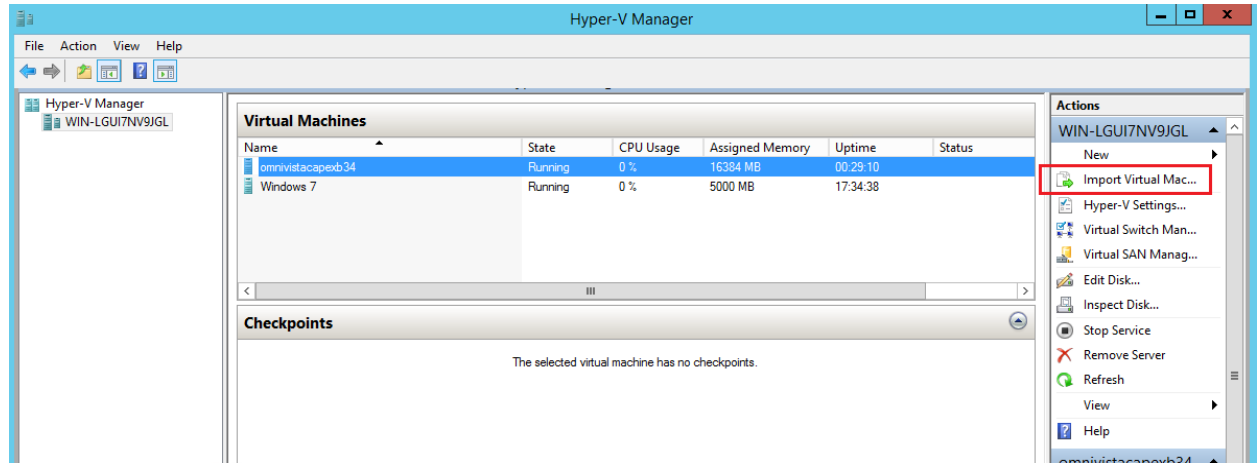 Hyper-V Manager
File Action View Help
Hyper-V Manager
WIN-LGUI7NV9JGL
Virtual Machines
Name State CPU Usage Assigned Memory Uptime Status
omnivistacapexb34 Running 0 % 16384 MB 00:29:10
Windows 7 Running 0 % 5000 MB 17:34:38
Checkpoints
The selected virtual machine has no checkpoints.
Actions
WIN-LGUI7NV9JGL
New
Import Virtual Mac...
Hyper-V Settings...
Virtual Switch Man...
Virtual SAN Manag...
Edit Disk...
Inspect Disk...
Stop Service
Remove Server
Refresh
View
Help
omnivistacapexb34